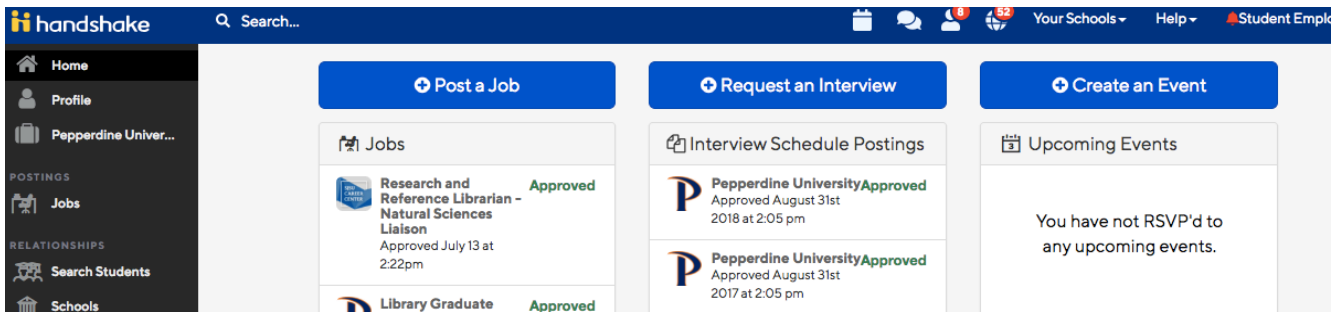 handshake
Search...
8
52
Your Schools
Help
Student Emplo
Home
Profile
Pepperdine Univer...
POSTINGS
Jobs
RELATIONSHIPS
Search Students
Schools
Post a Job
Jobs
Research and Approved
Reference Librarian -
Natural Sciences
Liaison
Approved July 13 at
2:22pm
Library Graduate Approved
Request an Interview
Interview Schedule Postings
Pepperdine University Approved
Approved August 31st
2018 at 2:05 pm
Pepperdine University Approved
Approved August 31st
2017 at 2:05 pm
Create an Event
Upcoming Events
You have not RSVP'd to
any upcoming events.